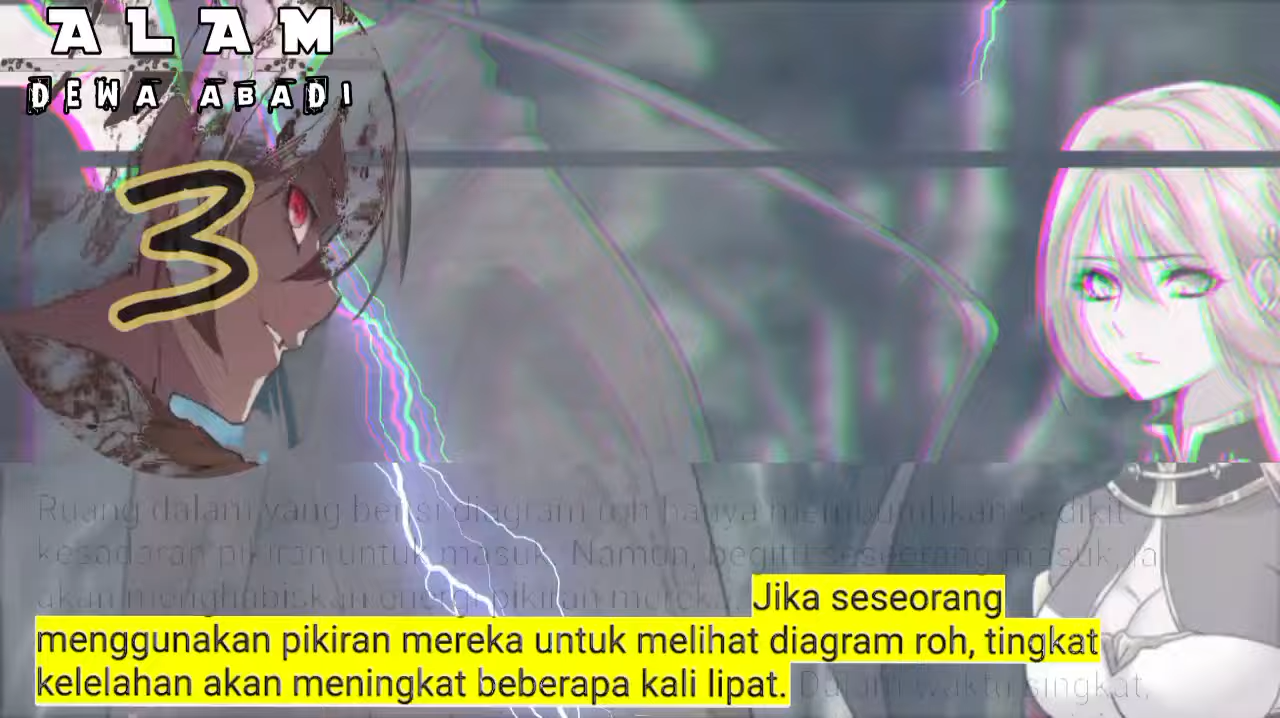 ALAM
DEWA ABADI
3
Ruang dalam yang berisi diagram roh hanya membutuhkan sedikit
kesadaran pikiran untuk masuk. Namun, begitu seseorang masuk, ia
akan menghabiskan energi pikiran mereka. Jika seseorang
menggunakan pikiran mereka untuk melihat diagram roh, tingkat
kelelahan akan meningkat beberapa kali lipat. Dalam waktu singkat,